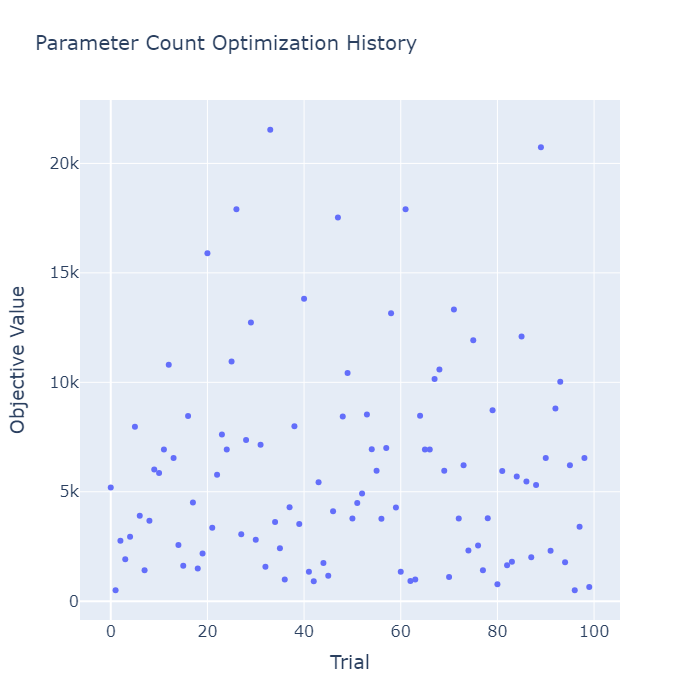 Parameter Count Optimization History
Objective Value
20k
15k
10k
5k
0
0 20 40 60 80 100
Trial